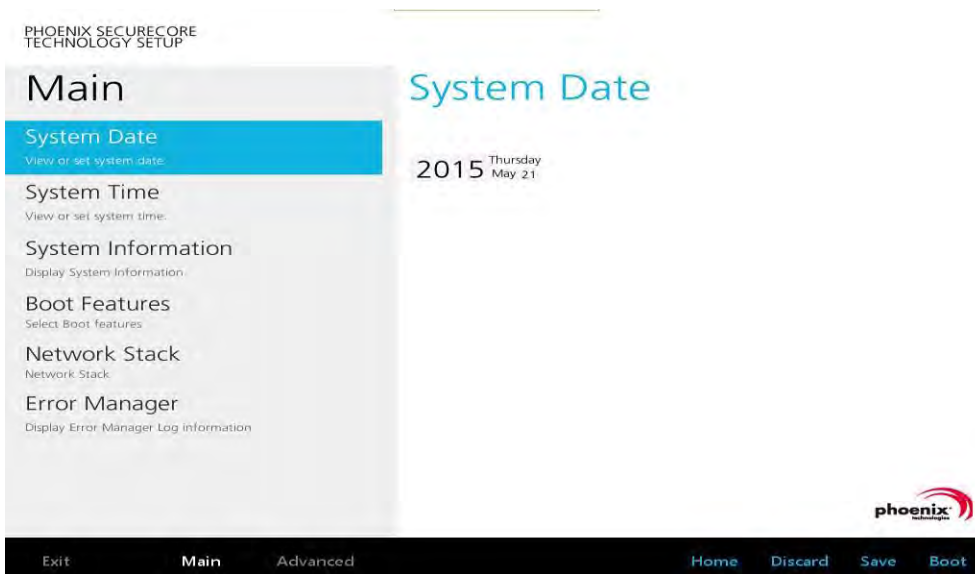 PHOENIX SECURECORE
TECHNOLOGY SETUP
Main
System Date
View or set system date.
System Time
View or set system time.
System Information
Display System Information
Boot Features
Select Boot features
Network Stack
Network Stack
Error Manager
Display Error Manager Log information
System Date
2015 Thursday
May 21
phoenix
technologies
Exit Main Advanced Home Discard Save Boot